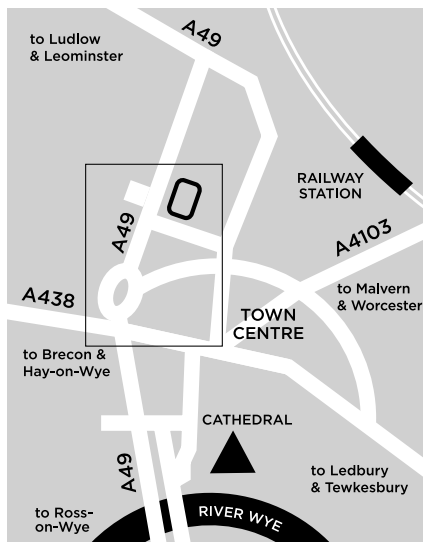 A49
to Ludlow
& Leominster
RAILWAY
STATION
A49
A4103
A438
to Malvern
& Worcester
TOWN
CENTRE
to Brecon &
Hay-on-Wye
CATHEDRAL
A49
to Ledbury
& Tewkesbury
to Ross-
on-Wye
RIVER WYE